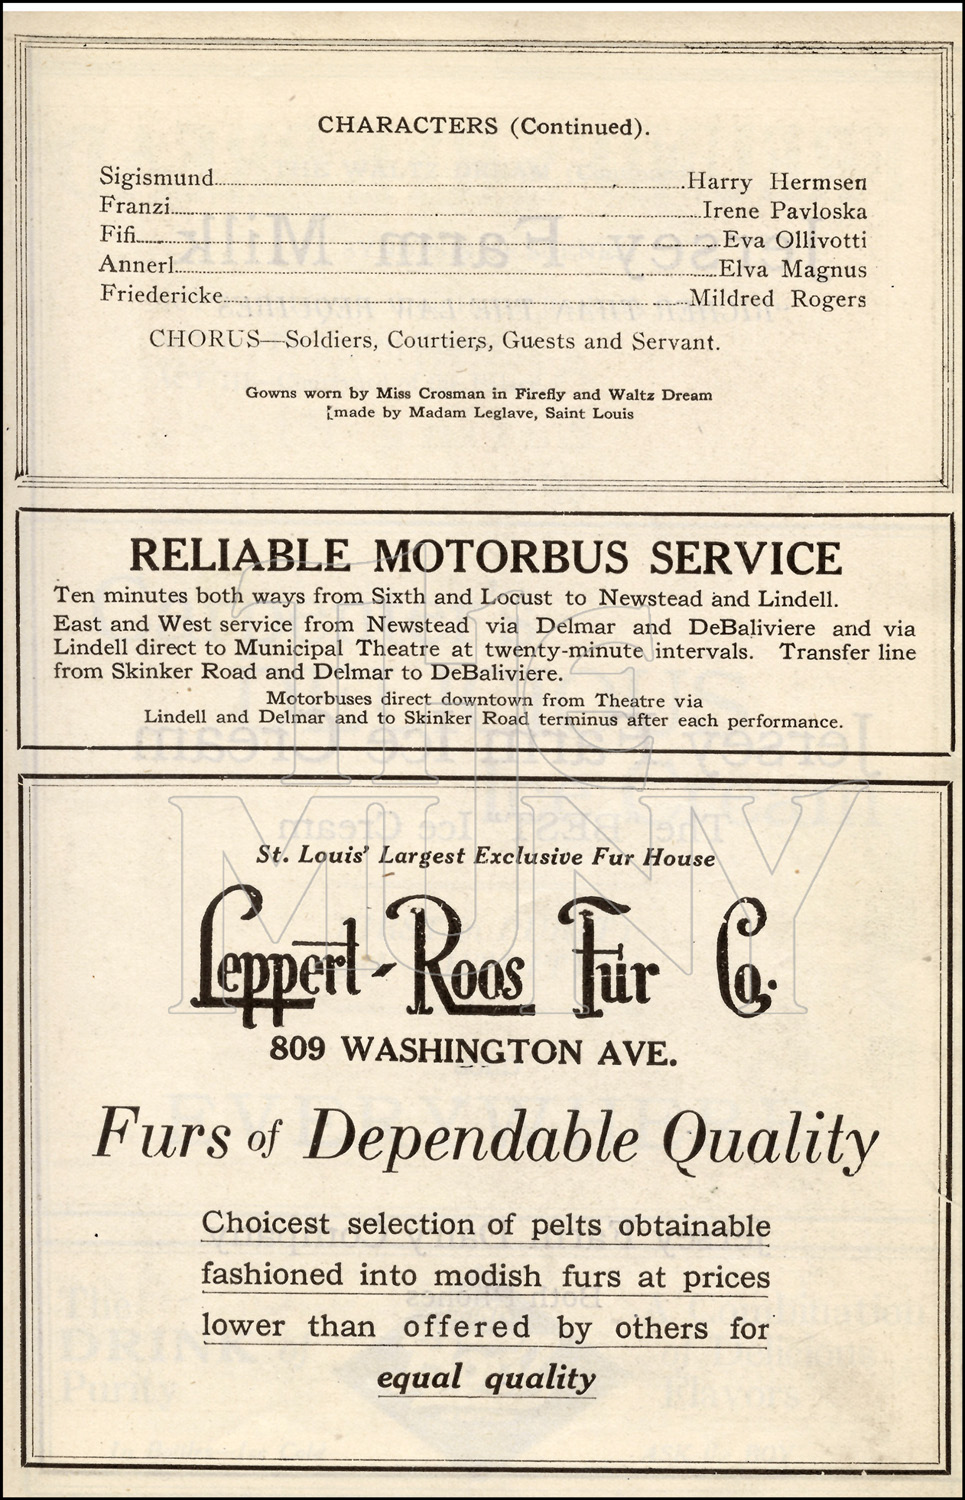 CHARACTERS (Continued).
Sigismund..........Harry Hermsen
Franzi..........Irene Pavloska
Fifi..........Eva Ollivotti
Annerl..........Elva Magnus
Friedericke..........Mildred Rogers
CHORUS—Soldiers, Courtiers, Guests and Servant.
Gowns worn by Miss Crosman in Firefly and Waltz Dream
[made by Madam Leglave, Saint Louis
RELIABLE MOTORBUS SERVICE
Ten minutes both ways from Sixth and Locust to Newstead and Lindell.
East and West service from Newstead via Delmar and DeBaliviere and via
Lindell direct to Municipal Theatre at twenty-minute intervals. Transfer line
from Skinker Road and Delmar to DeBaliviere.
Motorbuses direct downtown from Theatre via
Lindell and Delmar and to Skinker Road terminus after each performance.
THE
MUNY
St. Louis' Largest Exclusive Fur House
Leppert-Roos Fur Co.
809 WASHINGTON AVE.
Furs of Dependable Quality
Choicest selection of pelts obtainable
fashioned into modish furs at prices
lower than offered by others for
equal quality